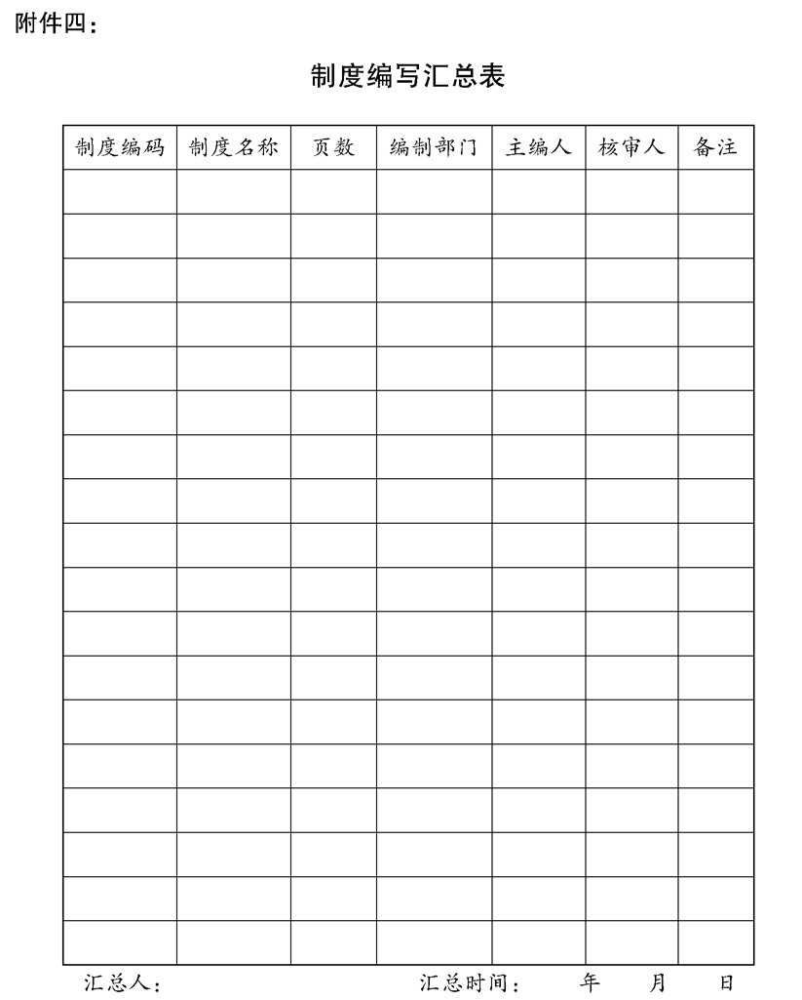 附件四：
制度编写汇总表
制度编码 制度名称 页数 编制部门 主编人 核审人 备注
汇总人： 汇总时间： 年 月 日